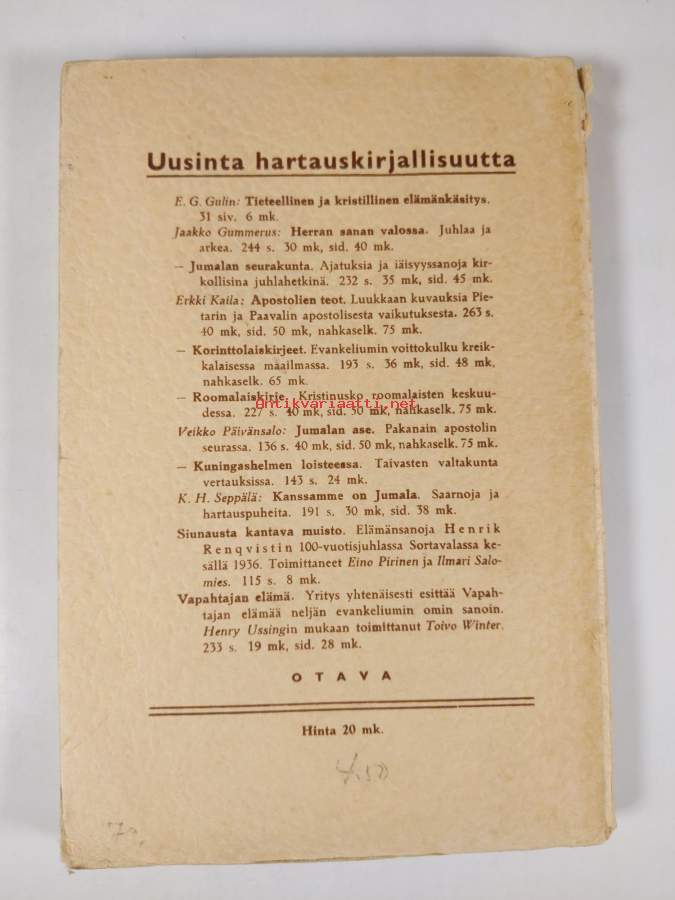 Uusinta hartauskirjallisuutta
E. G. Gulin: Tieteellinen ja kristillinen elämänkäsitys.
31 siv. 6 mk.
Jaakko Gummerus: Herran sanan valossa. Juhlaa ja
arkea. 244 s. 30 mk, sid. 40 mk.
— Jumalan seurakunta. Ajatuksia ja iäisyyssanoja kir-
kollisina juhlahetkinä. 232 s. 35 mk, sid. 45 mk.
Erkki Kaila: Apostolien teot. Luukkaan kuvauksia Pie-
tarin ja Paavalin apostolisesta vaikutuksesta. 263 s.
40 mk, sid. 50 mk, nahkaselk. 75 mk.
— Korinttolaiskirjeet. Evankeliumin voittokulku kreik-
kalaisessa maailmassa. 193 s. 36 mk, sid. 48 mk,
nahkaselk. 65 mk.
— Roomalaiskirje. Kristinusko roomalaisten keskuu-
dessa. 227 s. 40 mk, sid. 50 mk, nahkaselk. 75 mk.
Antikvariaatti.net
Veikko Päivänsalo: Jumalan ase. Pakanain apostolin
seurassa. 136 s. 40 mk, sid. 50 mk, nahkaselk. 75 mk.
— Kuningashelmen loisteessa. Taivasten valtakunta
vertauksissa. 143 s. 24 mk.
K. H. Seppälä: Kanssamme on Jumala. Saarnoja ja
hartauspuheita. 191 s. 30 mk, sid. 38 mk.
Siunausta kantava muisto. Elämänsanoja Henrik
Renqvistin 100-vuotisjuhlassa Sortavalassa ke-
sällä 1936. Toimittaneet Eino Pirinen ja Ilmari Salo-
mies. 115 s. 8 mk.
Vapahtajan elämä. Yritys yhtenäisesti esittää Vapah-
tajan elämää neljän evankeliumin omin sanoin.
Henry Ussingin mukaan toimittanut Toivo Winter.
233 s. 19 mk, sid. 28 mk.
OTAVA
Hinta 20 mk.
4,50